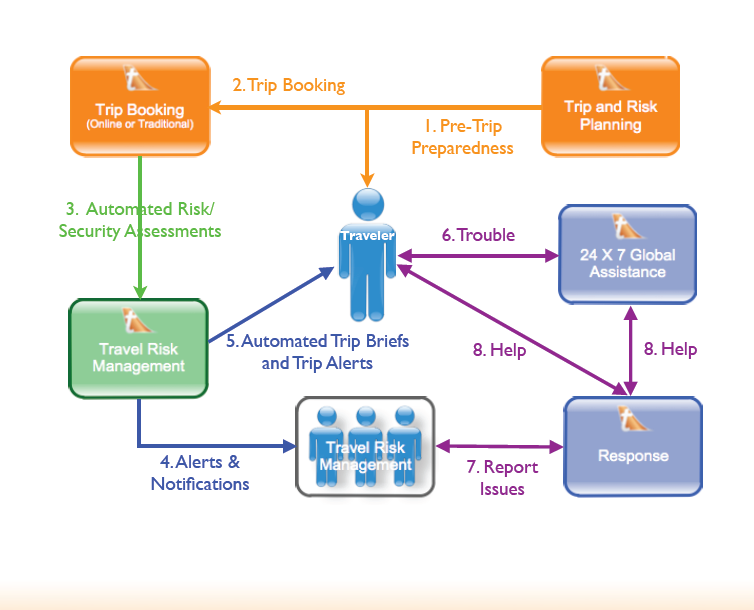 2. Trip Booking
Trip Booking
(Online or Traditional)
Trip and Risk
Planning
1. Pre-Trip
Preparedness
3. Automated Risk/
Security Assessments
Traveler
6. Trouble
24 X 7 Global
Assistance
Travel Risk
Management
5. Automated Trip Briefs
and Trip Alerts
8. Help
8. Help
4. Alerts &
Notifications
Travel Risk
Management
7. Report
Issues
Response